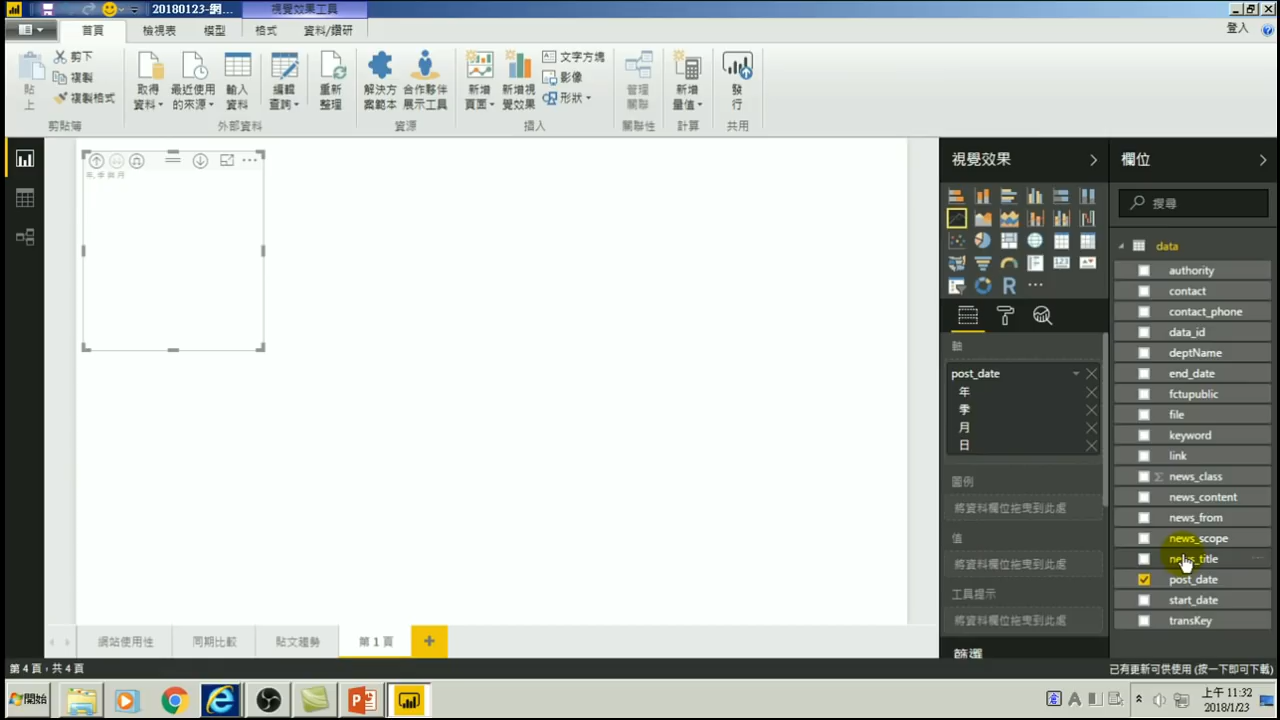 20180123-網...
視覺效果工具
首頁
檢視表
模型
格式
資料/鑽研
登入
貼上
剪下
複製
複製格式
剪貼簿
取得資料
最近使用的來源
輸入資料
編輯查詢
外部資料
重新整理
解決方案範本
合作夥伴展示工具
資源
新增頁面
新增視覺效果
文字方塊
影像
形狀
插入
管理關聯
關聯性
新增量值
計算
發行
共用
年, 季 與 月
視覺效果
R
軸
post_date
年
季
月
日
圖例
將資料欄位拖曳到此處
值
將資料欄位拖曳到此處
工具提示
將資料欄位拖曳到此處
篩選
欄位
搜尋
data
authority
contact
contact_phone
data_id
deptName
end_date
fctupublic
file
keyword
link
news_class
news_content
news_from
news_scope
news_title
post_date
start_date
transKey
網站使用性
同期比較
貼文趨勢
第 1 頁
第 4 頁，共 4 頁
已有更新可供使用 (按一下即可下載)
開始
上午 11:32
2018/1/23